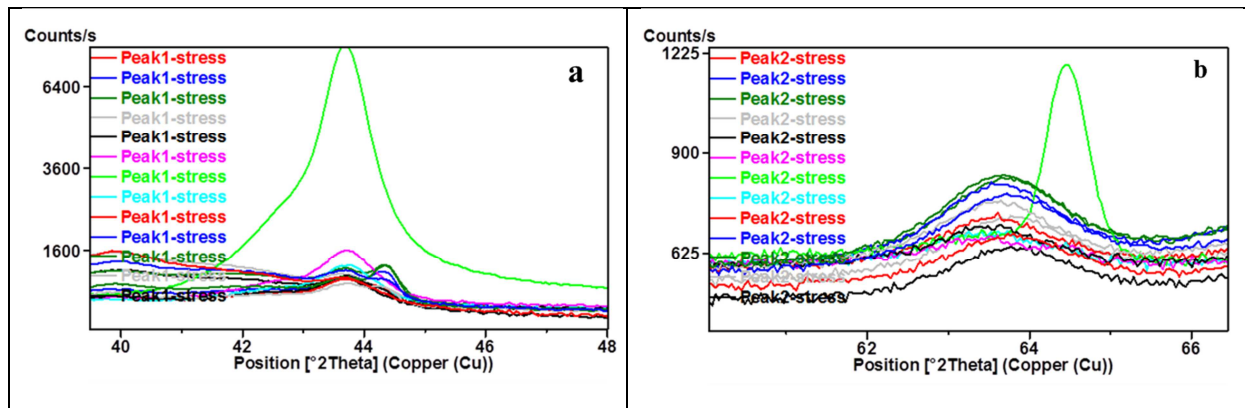 Counts/s
a
Peak1-stress
Peak1-stress
6400
Peak1-stress
Peak1-stress
Peak1-stress
Peak1-stress
3600
Peak1-stress
Peak1-stress
Peak1-stress
Peak1-stress
1600
Peak1-stress
Peak1-stress
Peak1-stress
40
42
44
46
48
Position [°2Theta] (Copper (Cu))
Counts/s
b
1225
Peak2-stress
Peak2-stress
Peak2-stress
Peak2-stress
Peak2-stress
900
Peak2-stress
Peak2-stress
Peak2-stress
Peak2-stress
Peak2-stress
625
Peak2-stress
Peak2-stress
Peak2-stress
62
64
66
Position [°2Theta] (Copper (Cu))